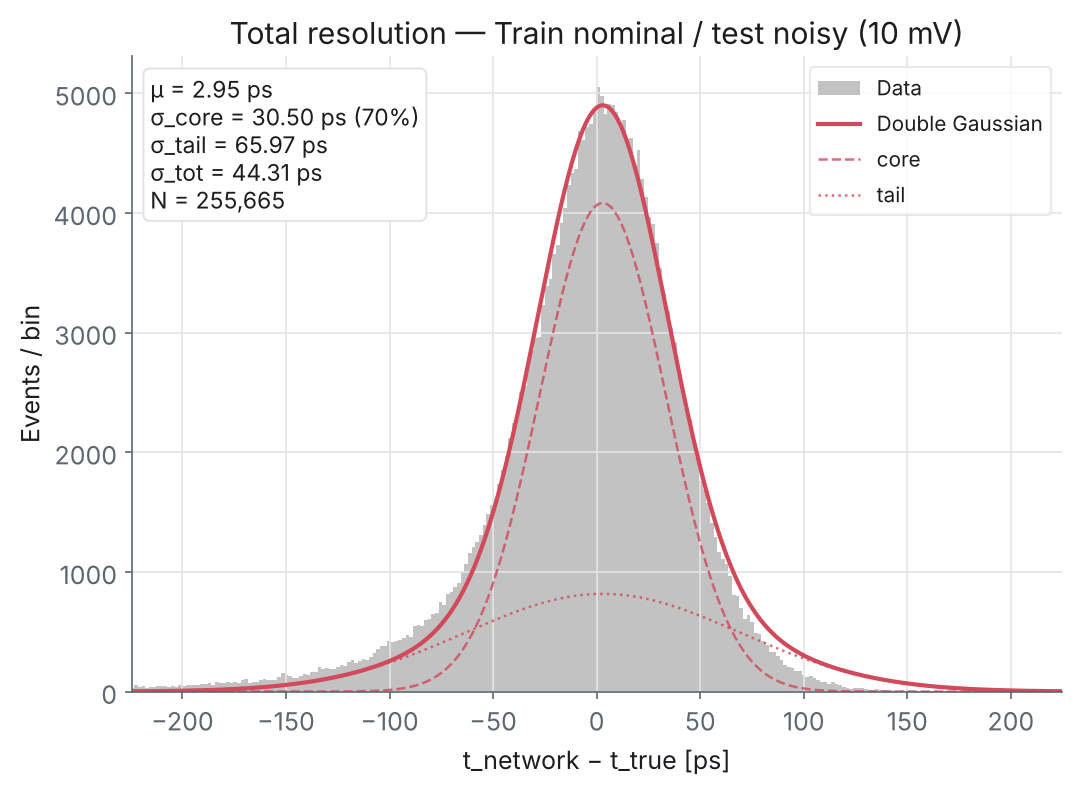 Total resolution — Train nominal / test noisy (10 mV)
μ = 2.95 ps
σ_core = 30.50 ps (70%)
σ_tail = 65.97 ps
σ_tot = 44.31 ps
N = 255,665
Data
Double Gaussian
core
tail
Events / bin
5000
4000
3000
2000
1000
0
−200 −150 −100 −50 0 50 100 150 200
t_network − t_true [ps]